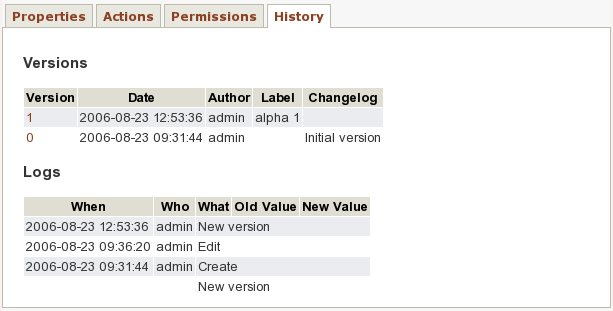 Properties Actions Permissions History
Versions
Version Date Author Label Changelog
1 2006-08-23 12:53:36 admin alpha 1
0 2006-08-23 09:31:44 admin Initial version
Logs
When Who What Old Value New Value
2006-08-23 12:53:36 admin New version
2006-08-23 09:36:20 admin Edit
2006-08-23 09:31:44 admin Create
New version